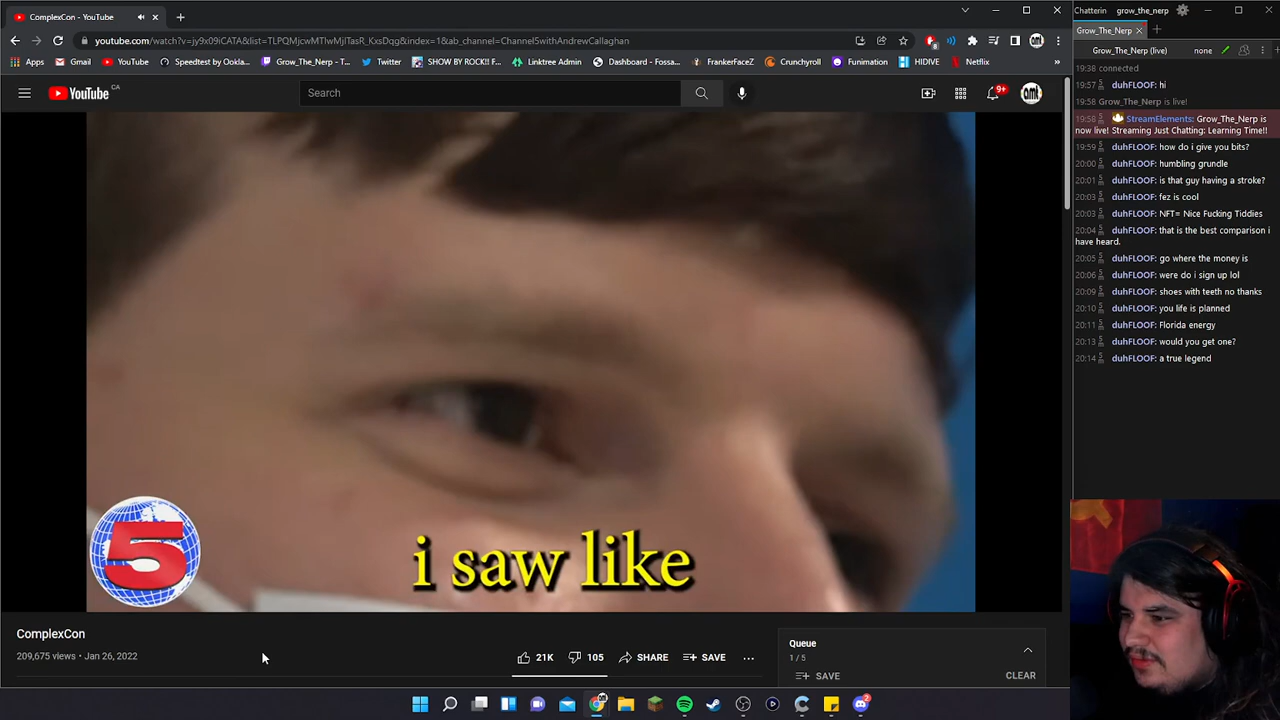 ComplexCon - YouTube
youtube.com/watch?v=jy9x09iCATA&list=TLPQMjcwMTIwMjITasR_KxsDqg&index=1&ab_channel=Channel5withAndrewCallaghan
Apps Gmail YouTube Speedtest by Ookla... Grow_The_Nerp - T... Twitter SHOW BY ROCK!! F... Linktree Admin Dashboard - Fossa... FrankerFaceZ Crunchyroll Funimation HIDIVE Netflix
YouTube CA
Search
9+
i saw like
5
ComplexCon
209,675 views • Jan 26, 2022
21K 105 SHARE SAVE
Queue
1 / 5
SAVE CLEAR
Chatterin grow_the_nerp
Grow_The_Nerp
Grow_The_Nerp (live) none
19:38 connected
19:57 duhFLOOF: hi
19:58 Grow_The_Nerp is live!
19:58 StreamElements: Grow_The_Nerp is
now live! Streaming Just Chatting: Learning Time!!
19:59 duhFLOOF: how do i give you bits?
20:00 duhFLOOF: humbling grundle
20:01 duhFLOOF: is that guy having a stroke?
20:03 duhFLOOF: fez is cool
20:03 duhFLOOF: NFT= Nice Fucking Tiddies
20:04 duhFLOOF: that is the best comparison i
have heard.
20:05 duhFLOOF: go where the money is
20:06 duhFLOOF: were do i sign up lol
20:09 duhFLOOF: shoes with teeth no thanks
20:10 duhFLOOF: you life is planned
20:11 duhFLOOF: Florida energy
20:13 duhFLOOF: would you get one?
20:14 duhFLOOF: a true legend